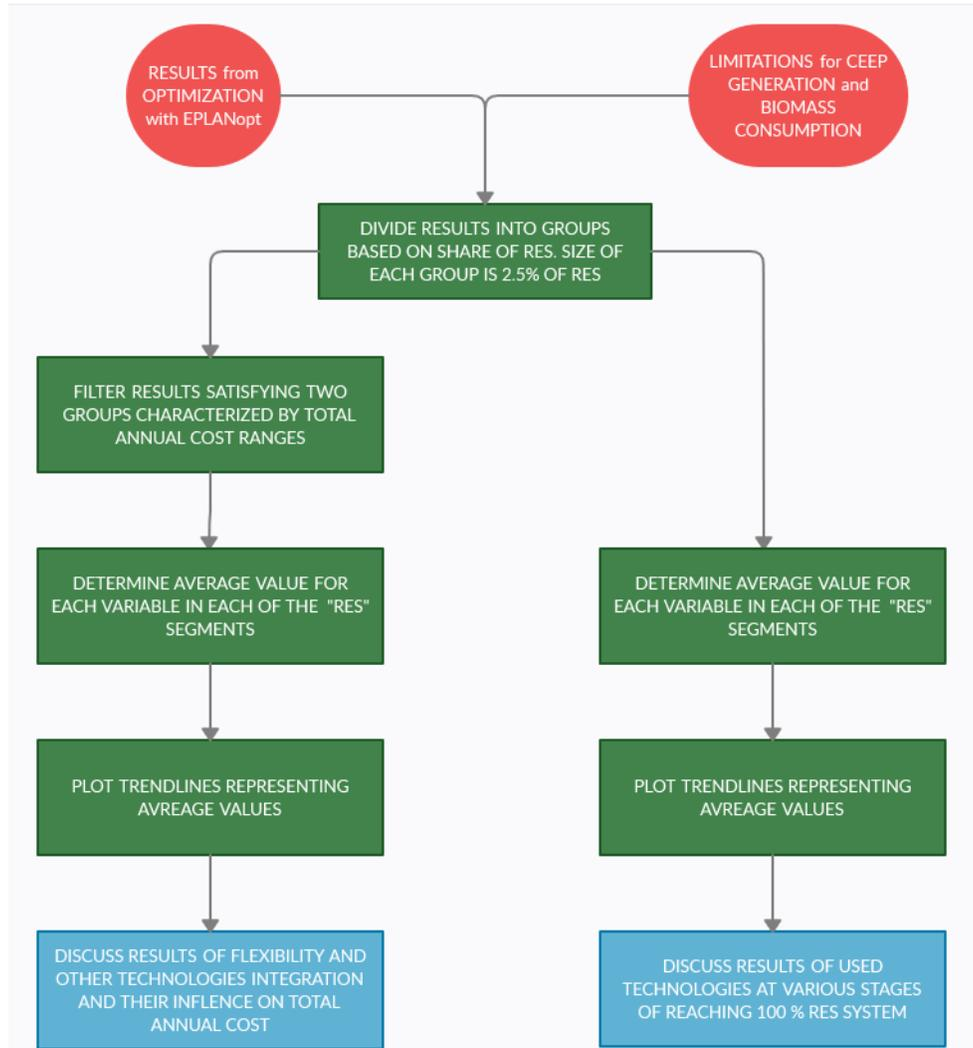 RESULTS from
OPTIMIZATION
with EPLANopt
LIMITATIONS for CEEP
GENERATION and
BIOMASS
CONSUMPTION
DIVIDE RESULTS INTO GROUPS
BASED ON SHARE OF RES. SIZE OF
EACH GROUP IS 2.5% OF RES
FILTER RESULTS SATISFYING TWO
GROUPS CHARACTERIZED BY TOTAL
ANNUAL COST RANGES
DETERMINE AVERAGE VALUE FOR
EACH VARIABLE IN EACH OF THE "RES"
SEGMENTS
DETERMINE AVERAGE VALUE FOR
EACH VARIABLE IN EACH OF THE "RES"
SEGMENTS
PLOT TRENDLINES REPRESENTING
AVREAGE VALUES
PLOT TRENDLINES REPRESENTING
AVREAGE VALUES
DISCUSS RESULTS OF FLEXIBILITY AND
OTHER TECHNOLOGIES INTEGRATION
AND THEIR INFLENCE ON TOTAL
ANNUAL COST
DISCUSS RESULTS OF USED
TECHNOLOGIES AT VARIOUS STAGES
OF REACHING 100 % RES SYSTEM